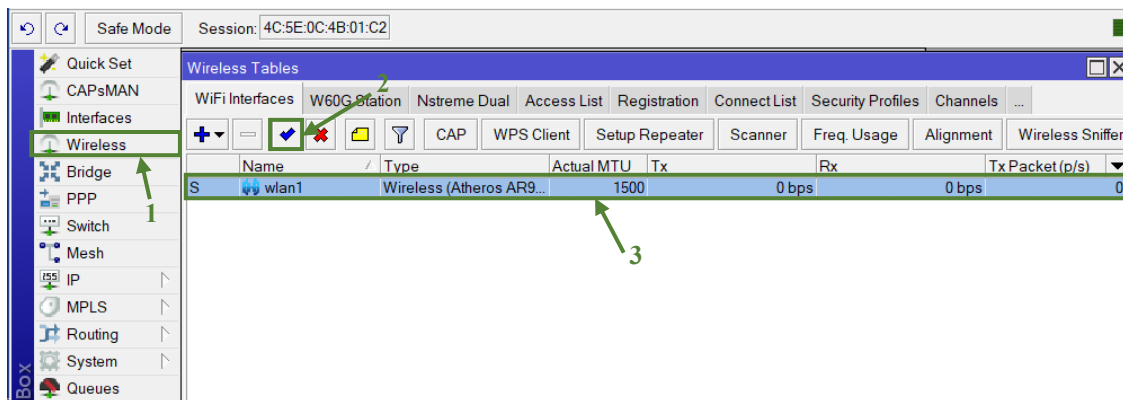 Safe Mode Session: 4C:5E:0C:4B:01:C2
Quick Set
CAPsMAN
Interfaces
Wireless
Bridge
PPP
Switch
Mesh
IP
MPLS
Routing
System
Queues
Box
1
Wireless Tables
2
WiFi Interfaces W60G Station Nstreme Dual Access List Registration Connect List Security Profiles Channels ...
CAP WPS Client Setup Repeater Scanner Freq. Usage Alignment Wireless Sniffer
Name Type Actual MTU Tx Rx Tx Packet (p/s)
S wlan1 Wireless (Atheros AR9... 1500 0 bps 0 bps 0
3